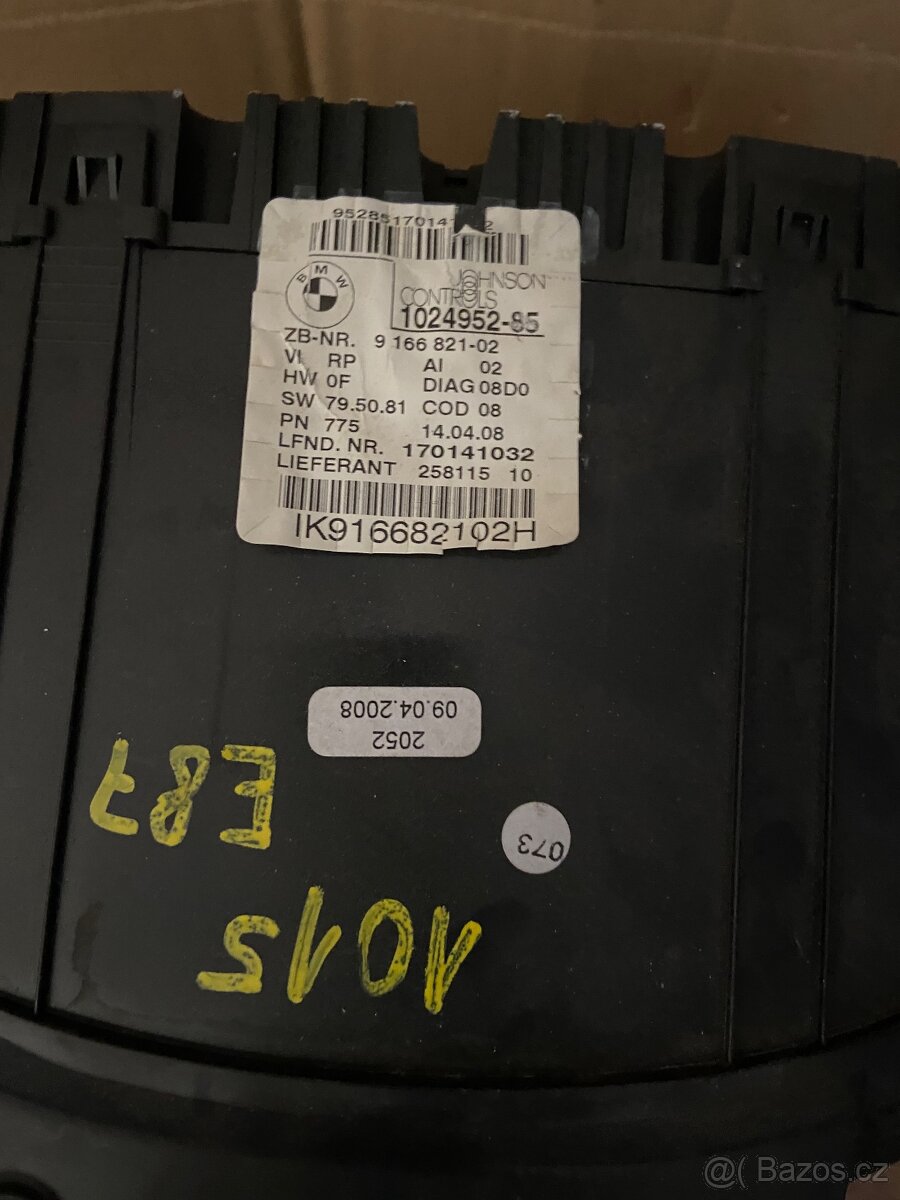 BMW
JOHNSON
CONTROLS
1024952-85
ZB-NR. 9 166 821-02
VI RP AI 02
HW 0F DIAG 08D0
SW 79.50.81 COD 08
PN 775 14.04.08
LFND. NR. 170141032
LIEFERANT 258115 10
IK916682102H
2052
09.04.2008
E87
073
1015
@( Bazos.cz